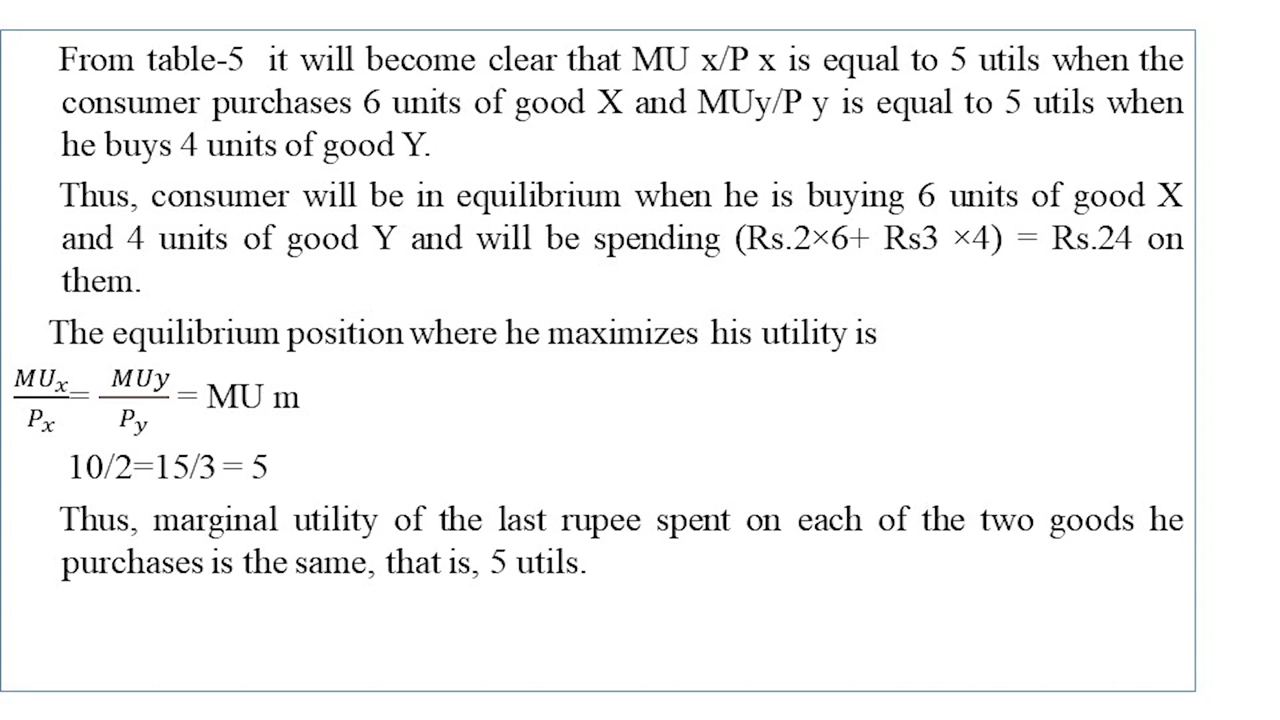 From table-5 it will become clear that MU x/P x is equal to 5 utils when the
consumer purchases 6 units of good X and MUy/P y is equal to 5 utils when
he buys 4 units of good Y.
Thus, consumer will be in equilibrium when he is buying 6 units of good X
and 4 units of good Y and will be spending (Rs.2×6+ Rs3 ×4) = Rs.24 on
them.
The equilibrium position where he maximizes his utility is
MUx/Px = MUy/Py = MU m
10/2=15/3 = 5
Thus, marginal utility of the last rupee spent on each of the two goods he
purchases is the same, that is, 5 utils.